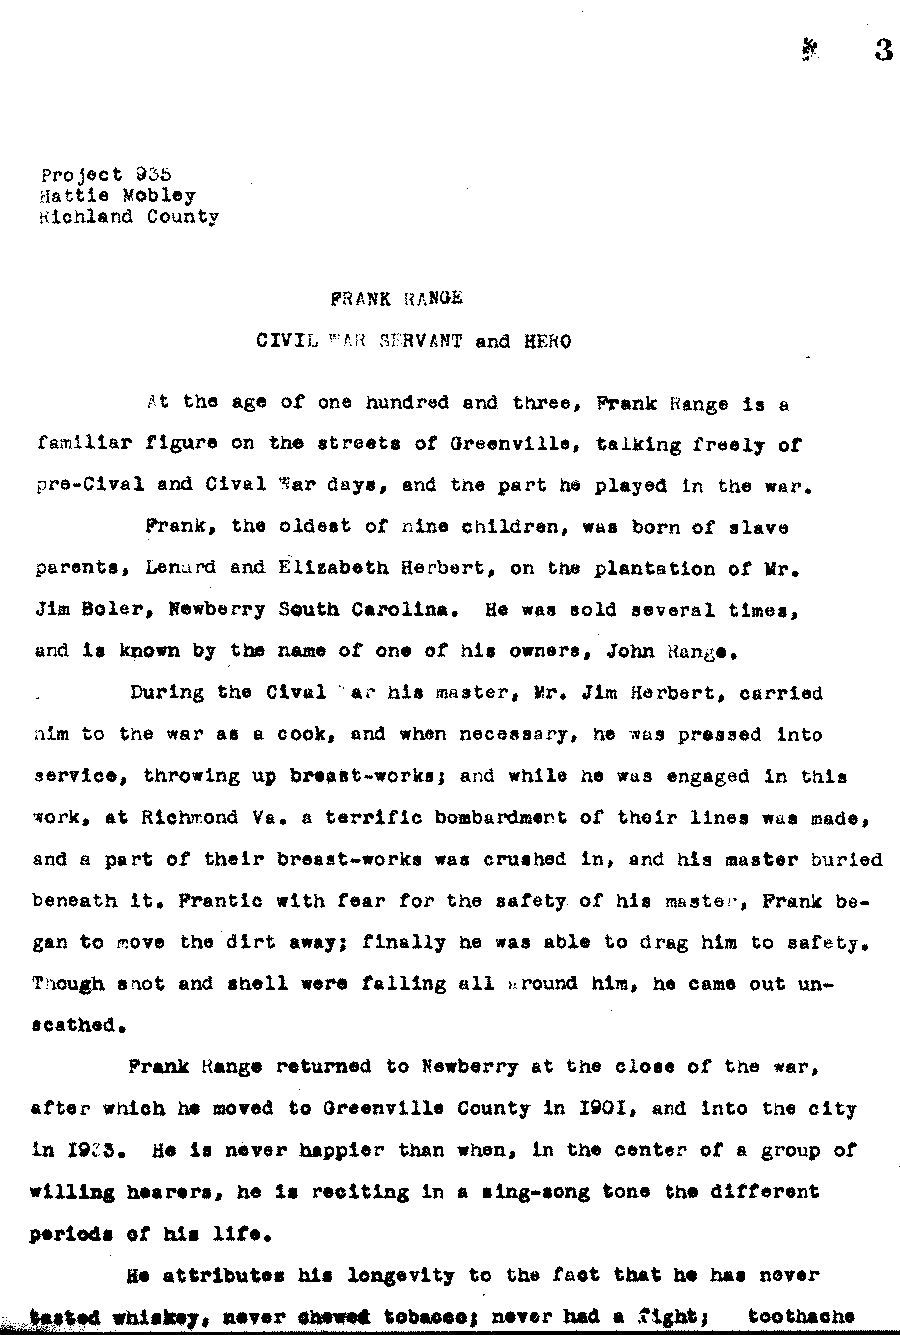 3
Project 935
Hattie Mobley
Richland County
FRANK RANGE
CIVIL WAR SERVANT and HERO
At the age of one hundred and three, Frank Range is a
familiar figure on the streets of Greenville, talking freely of
pre-Cival and Cival War days, and the part he played in the war.
Frank, the oldest of nine children, was born of slave
parents, Lenard and Elizabeth Herbert, on the plantation of Mr.
Jim Boler, Newberry South Carolina. He was sold several times,
and is known by the name of one of his owners, John Range.
During the Cival War his master, Mr. Jim Herbert, carried
him to the war as a cook, and when necessary, he was pressed into
service, throwing up breast-works; and while he was engaged in this
work, at Richmond Va. a terrific bombardment of their lines was made,
and a part of their breast-works was crushed in, and his master buried
beneath it. Frantic with fear for the safety of his master, Frank be-
gan to move the dirt away; finally he was able to drag him to safety.
Though shot and shell were falling all around him, he came out un-
scathed.
Frank Range returned to Newberry at the close of the war,
after which he moved to Greenville County in I90I, and into the city
in I933. He is never happier than when, in the center of a group of
willing hearers, he is reciting in a sing-song tone the different
periods of his life.
He attributes his longevity to the fact that he has never
tasted whiskey, never chewed tobacco; never had a fight; toothache